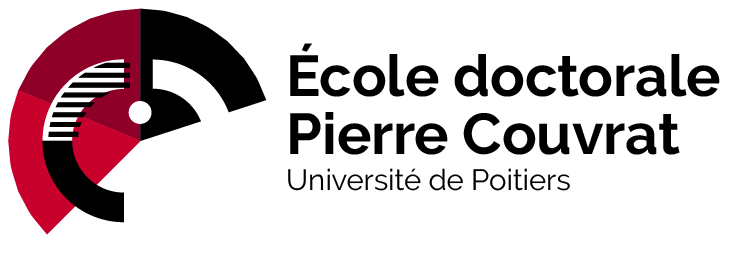 École doctorale
Pierre Couvrat
Université de Poitiers